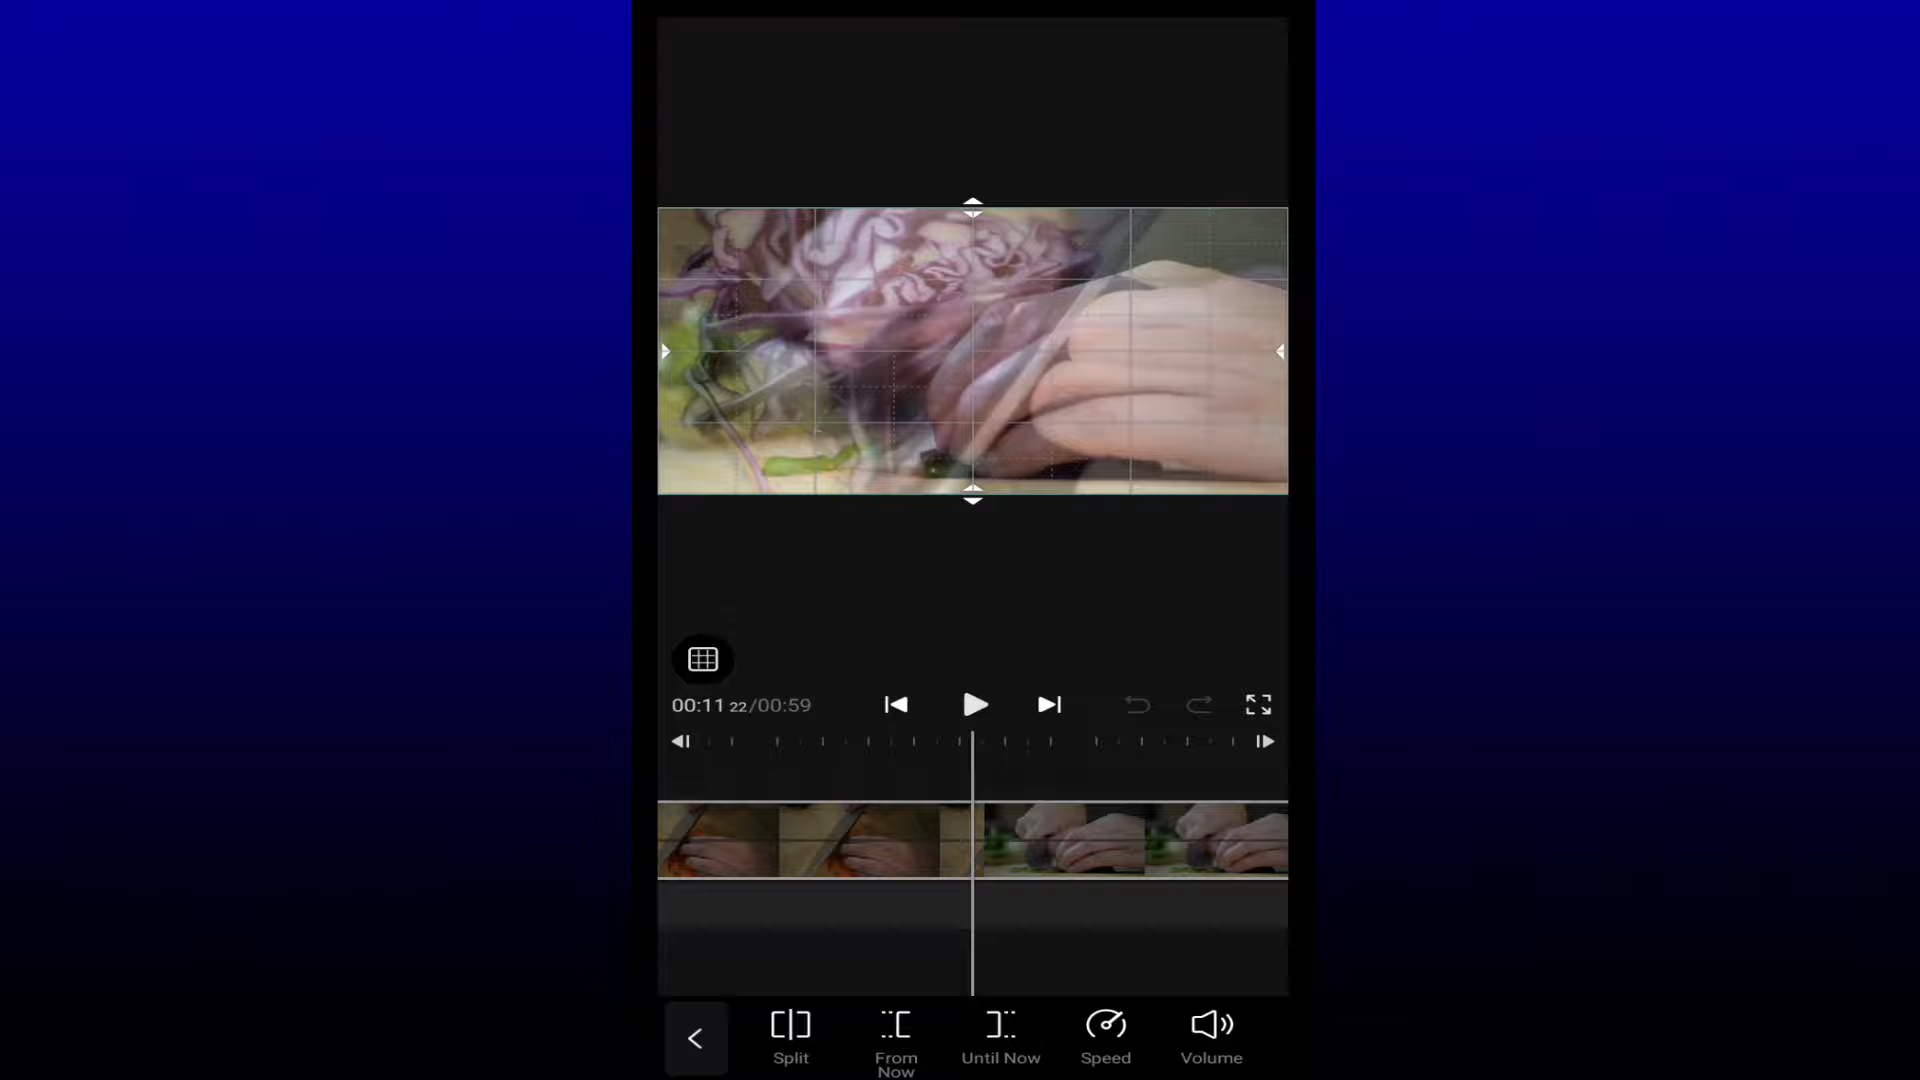 00:11 22/00:59
Split
From
Now
Until Now
Speed
Volume